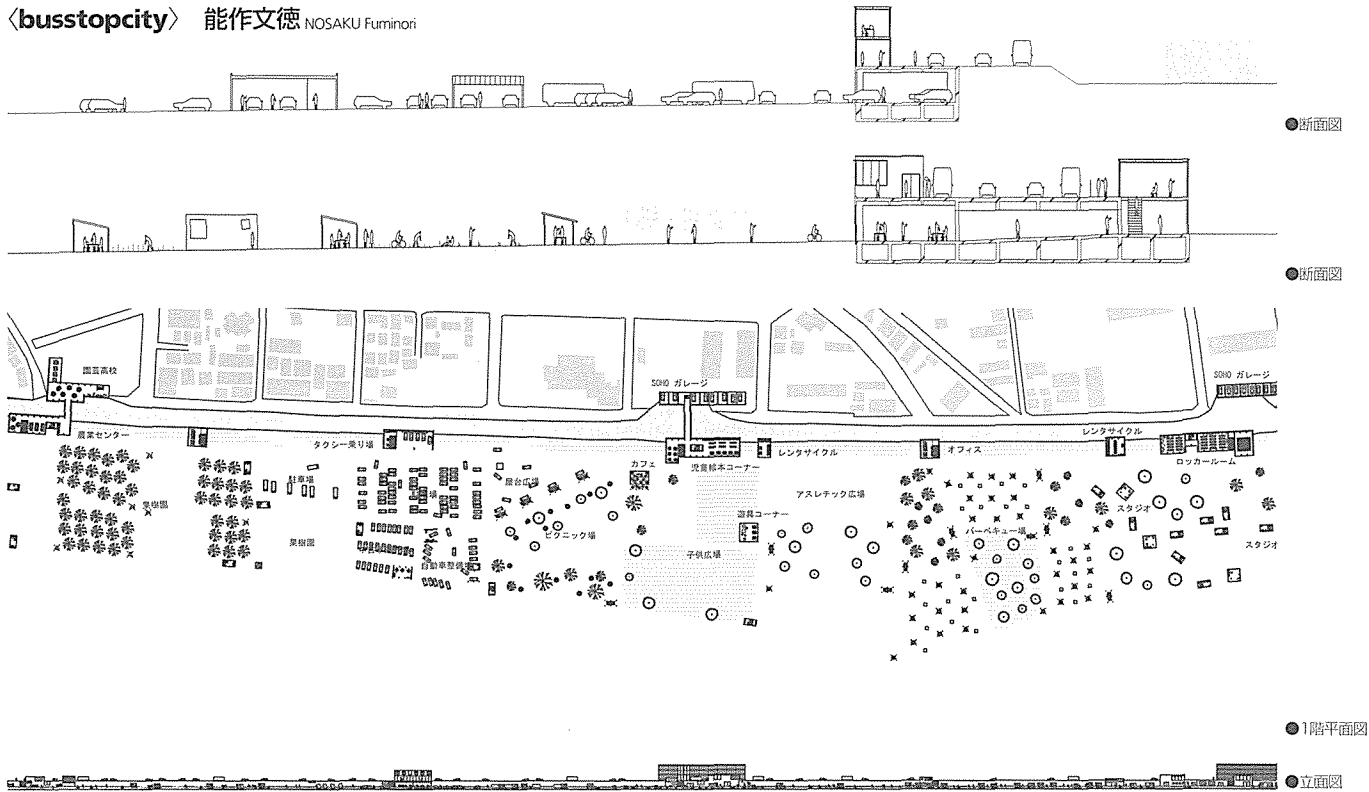 〈busstopcity〉 能作文徳 NOSAKU Fuminori
●断面図
●断面図
園芸高校
SOHO ガレージ
SOHO ガレージ
農業センター
タクシー乗り場
レンタサイクル
オフィス
レンタサイクル
カフェ
児童絵本コーナー
ロッカールーム
駐車場
屋台広場
アスレチック広場
果樹園
遊具コーナー
スタジオ
ピクニック場
バーベキュー場
果樹園
子供広場
スタジオ
自動車整備
●1階平面図
●立面図